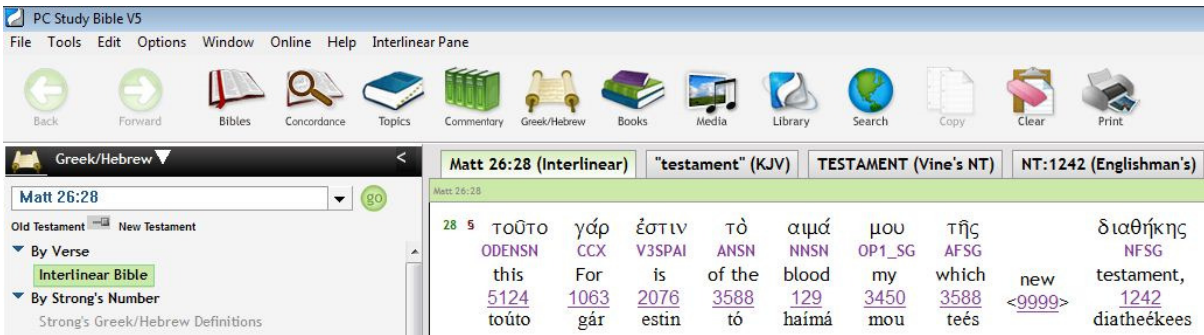 PC Study Bible V5
File Tools Edit Options Window Online Help Interlinear Pane
Back Forward Bibles Concordance Topics Commentary Greek/Hebrew Books Media Library Search Copy Clear Print
Greek/Hebrew <
Matt 26:28 go
Old Testament New Testament
By Verse
Interlinear Bible
By Strong's Number
Strong's Greek/Hebrew Definitions
Matt 26:28 (Interlinear) "testament" (KJV) TESTAMENT (Vine's NT) NT:1242 (Englishman's)
Matt 26:28
28 § τοῦτο γάρ ἐστιν τὸ αιμά μου τῆς διαθήκης
ODENSN CCX V3SPAI ANSN NNSN OP1_SG AFSG NFSG
this For is of the blood my which new testament,
5124 1063 2076 3588 129 3450 3588 <9999> 1242
toúto gár estin tó haímá mou teés diatheékees